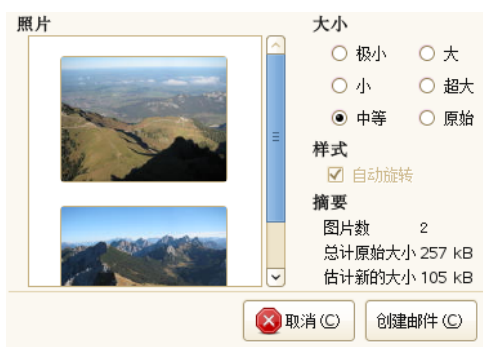 照片
大小
极小
大
小
超大
中等
原始
样式
自动旋转
摘要
图片数 2
总计原始大小 257 kB
估计新的大小 105 kB
取消(C)
创建邮件(C)